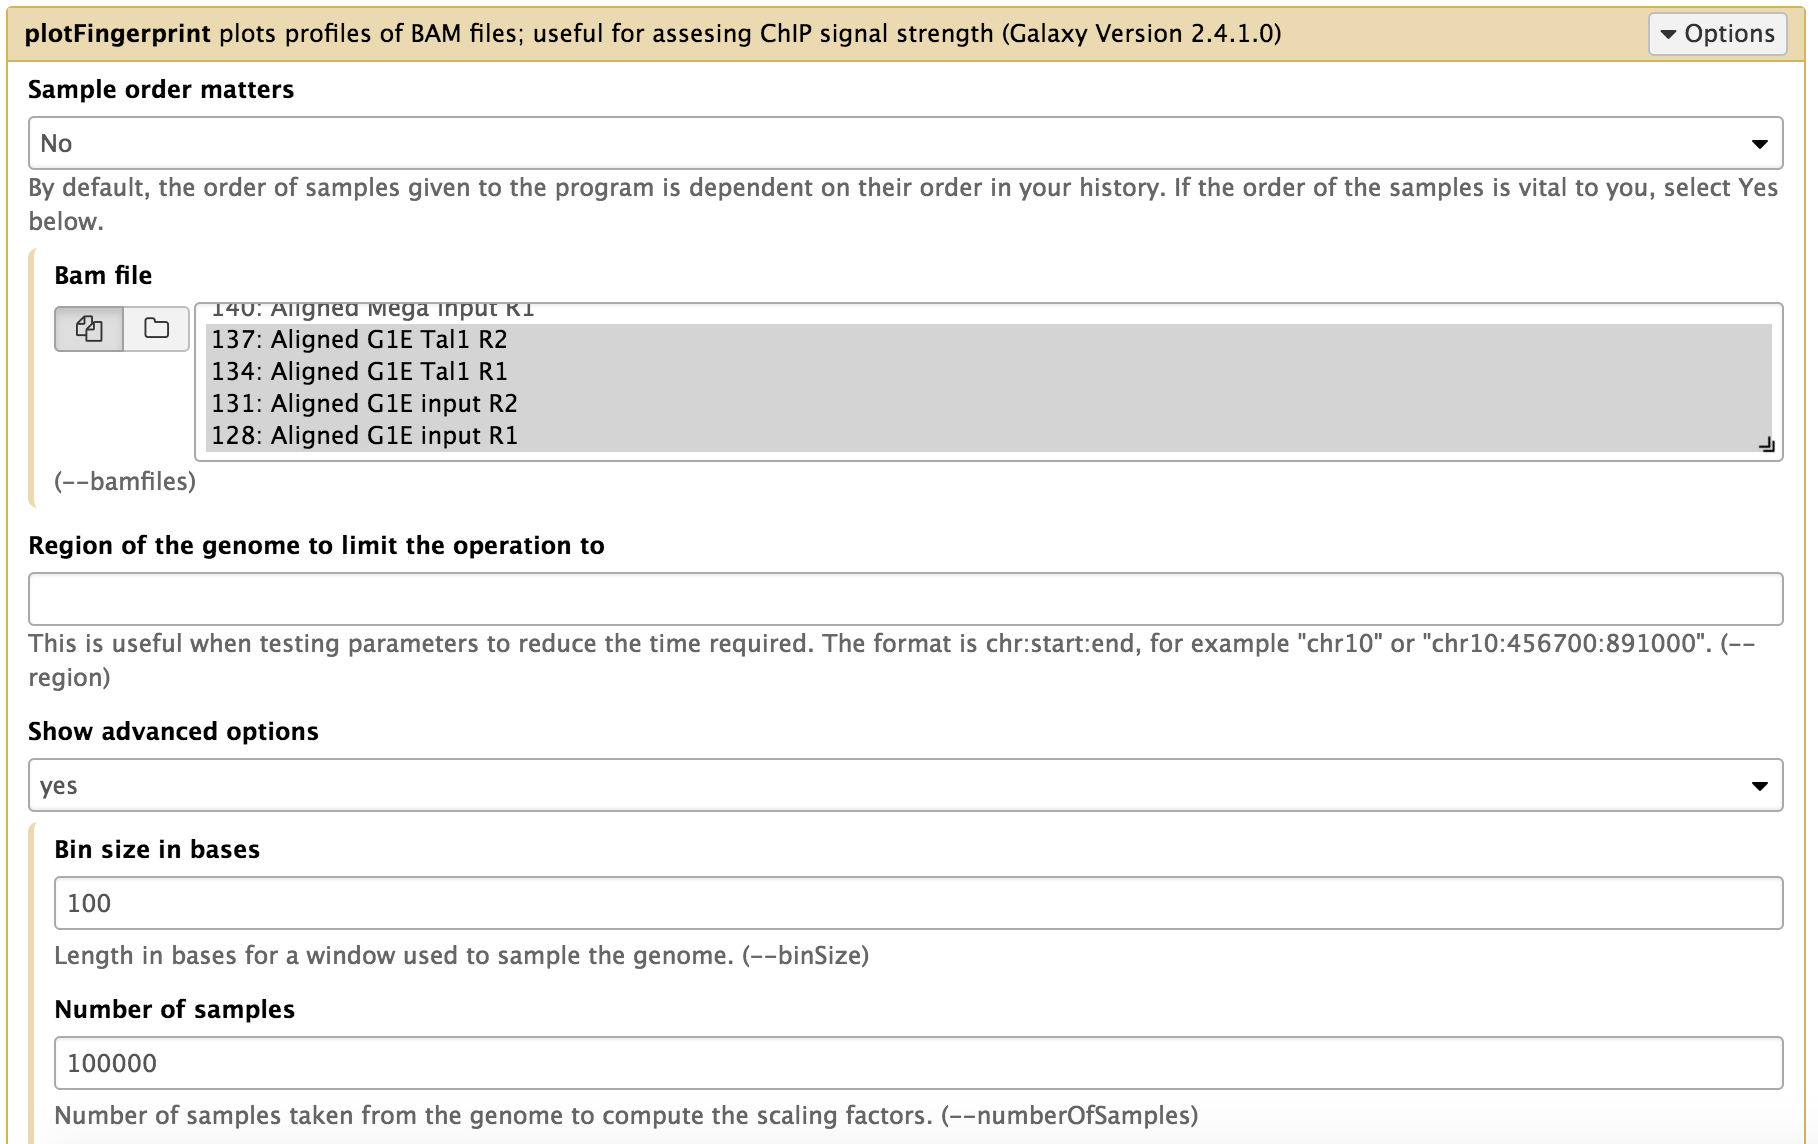 plotFingerprint plots profiles of BAM files; useful for assesing ChIP signal strength (Galaxy Version 2.4.1.0)
Options
Sample order matters
No
By default, the order of samples given to the program is dependent on their order in your history. If the order of the samples is vital to you, select Yes
below.
Bam file
140: Aligned Mega input R1
137: Aligned G1E Tal1 R2
134: Aligned G1E Tal1 R1
131: Aligned G1E input R2
128: Aligned G1E input R1
(--bamfiles)
Region of the genome to limit the operation to
This is useful when testing parameters to reduce the time required. The format is chr:start:end, for example "chr10" or "chr10:456700:891000". (--
region)
Show advanced options
yes
Bin size in bases
100
Length in bases for a window used to sample the genome. (--binSize)
Number of samples
100000
Number of samples taken from the genome to compute the scaling factors. (--numberOfSamples)